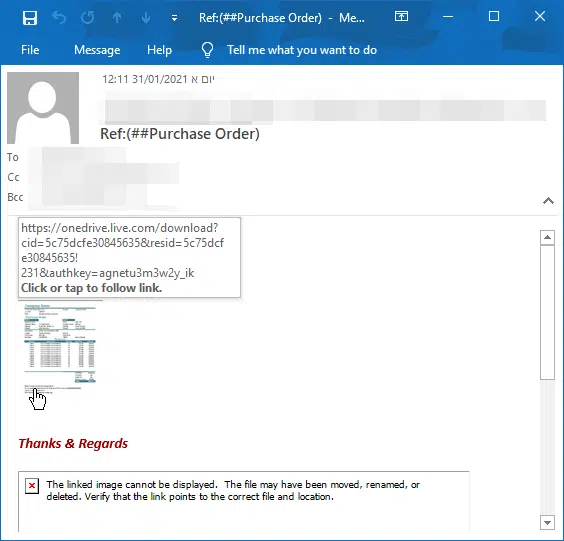 Ref:(##Purchase Order) - Me...
File Message Help Tell me what you want to do
12:11 31/01/2021 יום א
Ref:(##Purchase Order)
To
Cc
Bcc
https://onedrive.live.com/download?
cid=5c75dcfe30845635&resid=5c75dcf
e30845635!
231&authkey=agnetu3m3w2y_ik
Click or tap to follow link.
Thanks & Regards
The linked image cannot be displayed. The file may have been moved, renamed, or
deleted. Verify that the link points to the correct file and location.